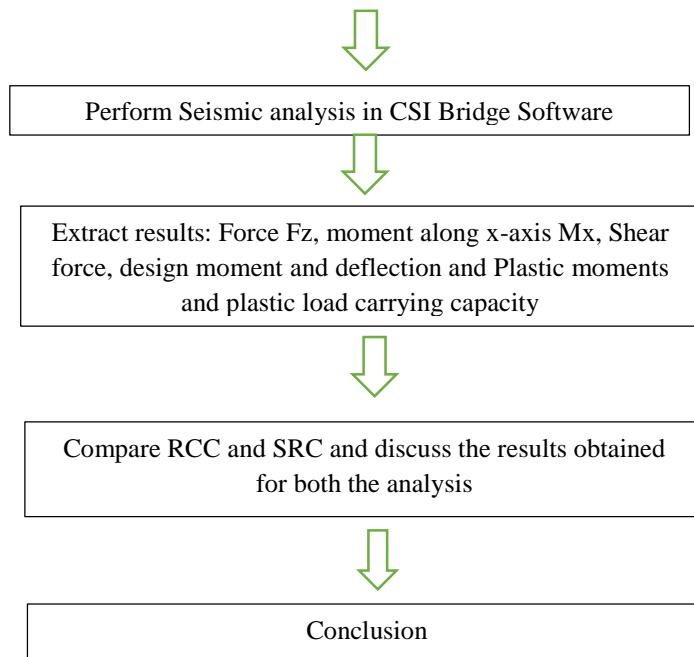 Perform Seismic analysis in CSI Bridge Software
Extract results: Force Fz, moment along x-axis Mx, Shear
force, design moment and deflection and Plastic moments
and plastic load carrying capacity
Compare RCC and SRC and discuss the results obtained
for both the analysis
Conclusion